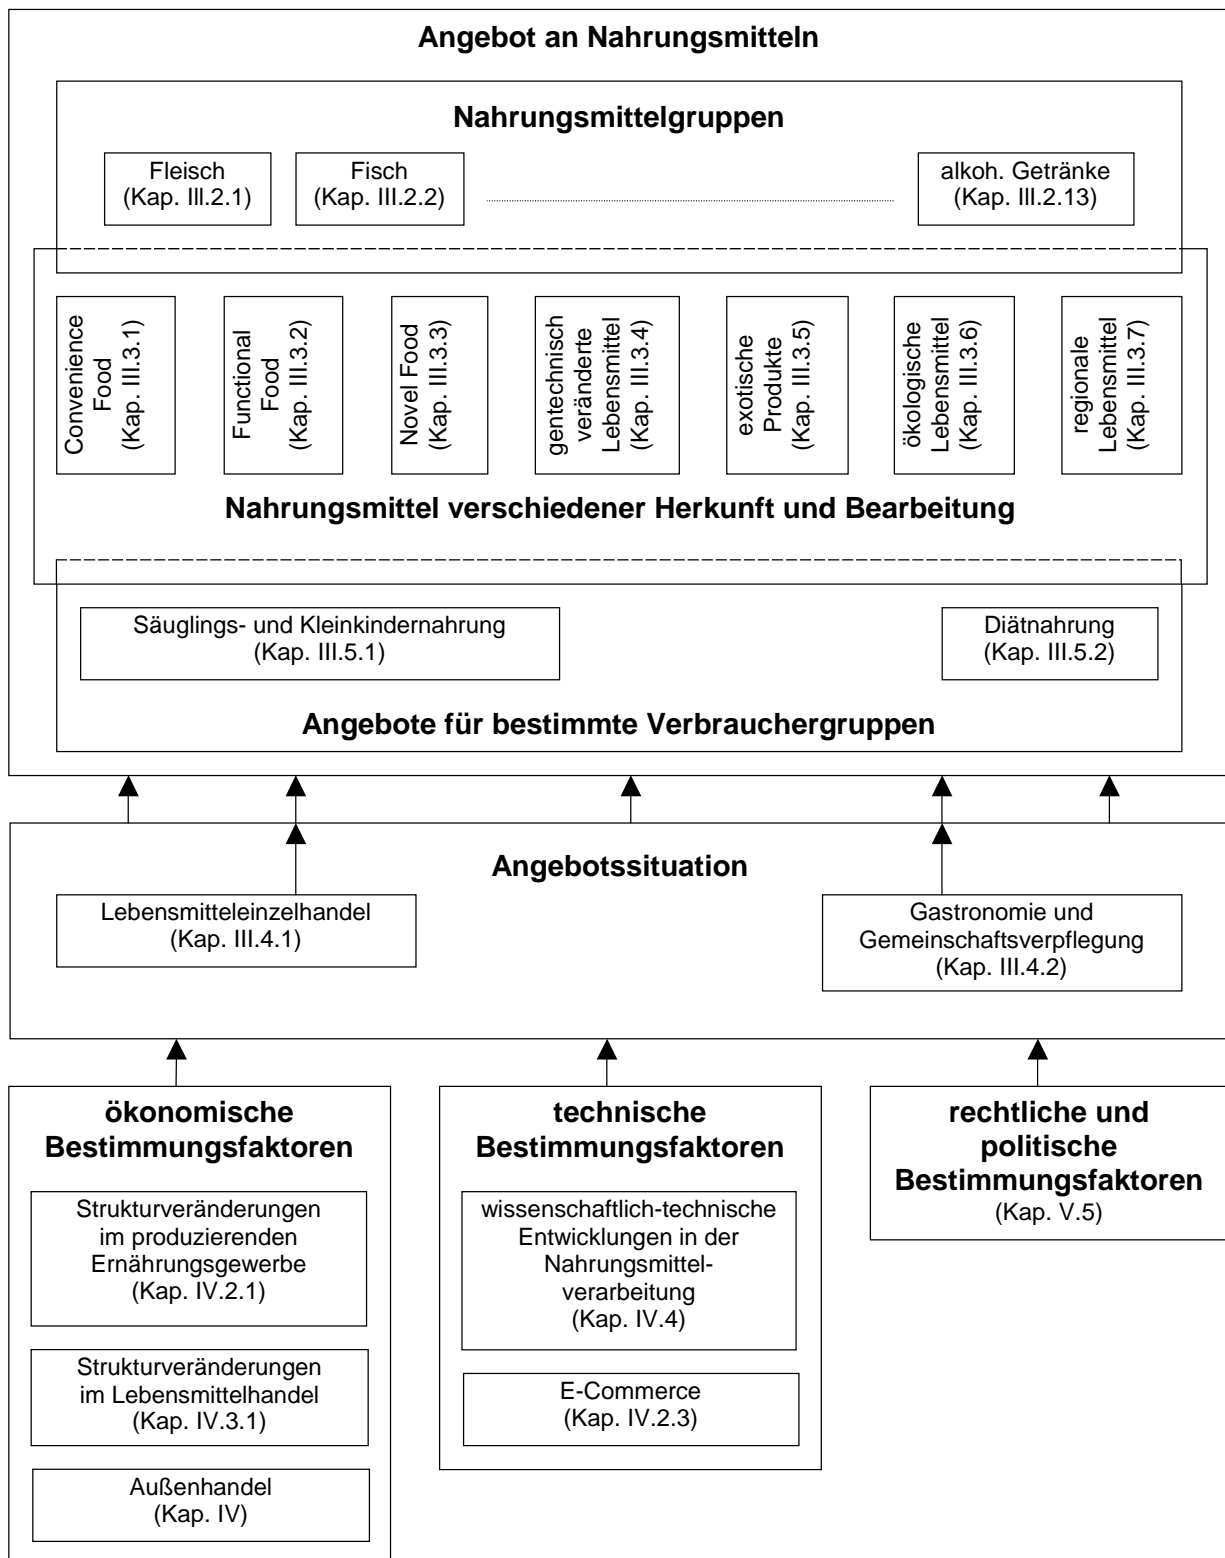 Angebot an Nahrungsmitteln
Nahrungsmittelgruppen
Fleisch
(Kap. III.2.1)
Fisch
(Kap. III.2.2)
alkoh. Getränke
(Kap. III.2.13)
Convenience
Food
(Kap. III.3.1)
Functional
Food
(Kap. III.3.2)
Novel Food
(Kap. III.3.3)
gentechnisch
veränderte
Lebensmittel
(Kap. III.3.4)
exotische
Produkte
(Kap. III.3.5)
ökologische
Lebensmittel
(Kap. III.3.6)
regionale
Lebensmittel
(Kap. III.3.7)
Nahrungsmittel verschiedener Herkunft und Bearbeitung
Säuglings- und Kleinkindernahrung
(Kap. III.5.1)
Diätnahrung
(Kap. III.5.2)
Angebote für bestimmte Verbrauchergruppen
Angebotssituation
Lebensmitteleinzelhandel
(Kap. III.4.1)
Gastronomie und
Gemeinschaftsverpflegung
(Kap. III.4.2)
ökonomische
Bestimmungsfaktoren
Strukturveränderungen
im produzierenden
Ernährungsgewerbe
(Kap. IV.2.1)
Strukturveränderungen
im Lebensmittelhandel
(Kap. IV.3.1)
Außenhandel
(Kap. IV)
technische
Bestimmungsfaktoren
wissenschaftlich-technische
Entwicklungen in der
Nahrungsmittel-
verarbeitung
(Kap. IV.4)
E-Commerce
(Kap. IV.2.3)
rechtliche und
politische
Bestimmungsfaktoren
(Kap. V.5)